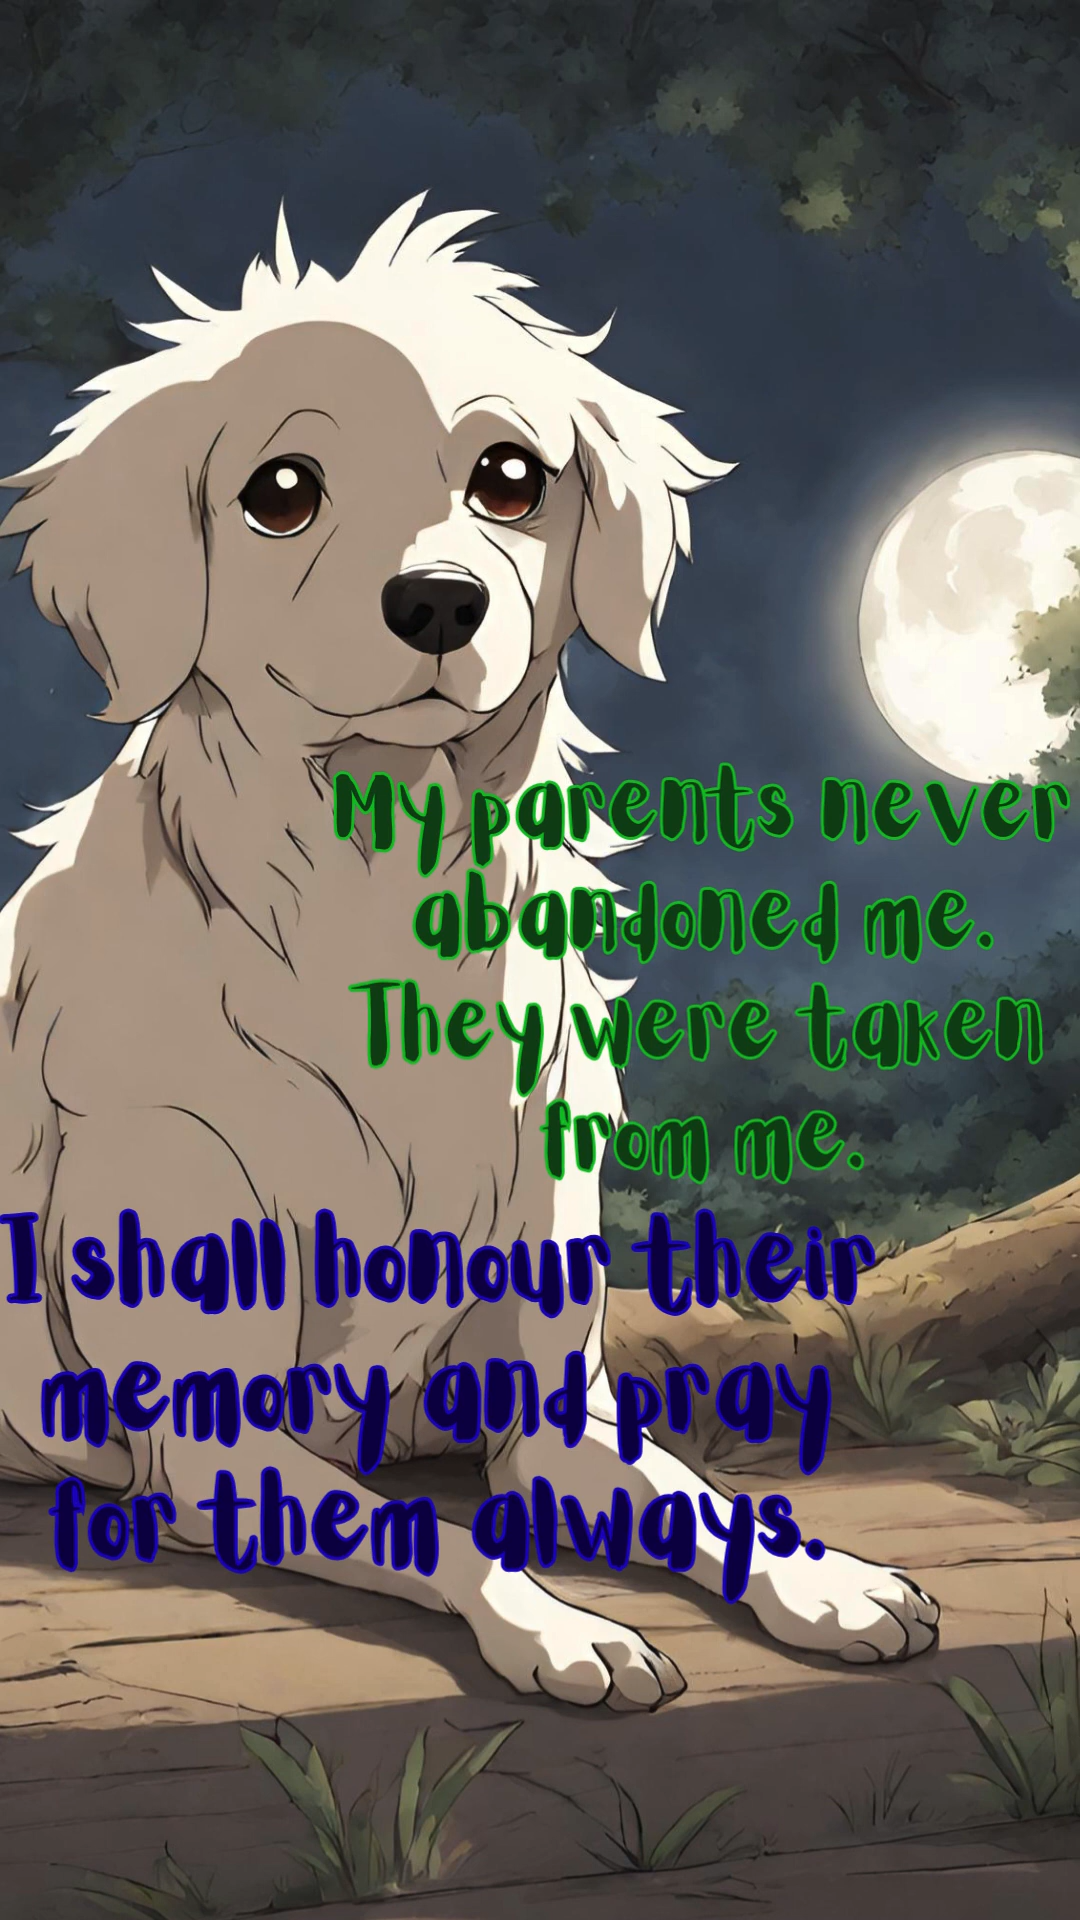 My parents never
abandoned me.
They were taken
from me.
I shall honour their
memory and pray
for them always.